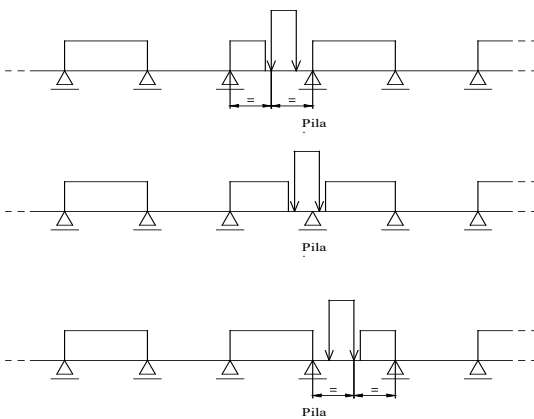 = =
Pila
Pila
= =
Pila